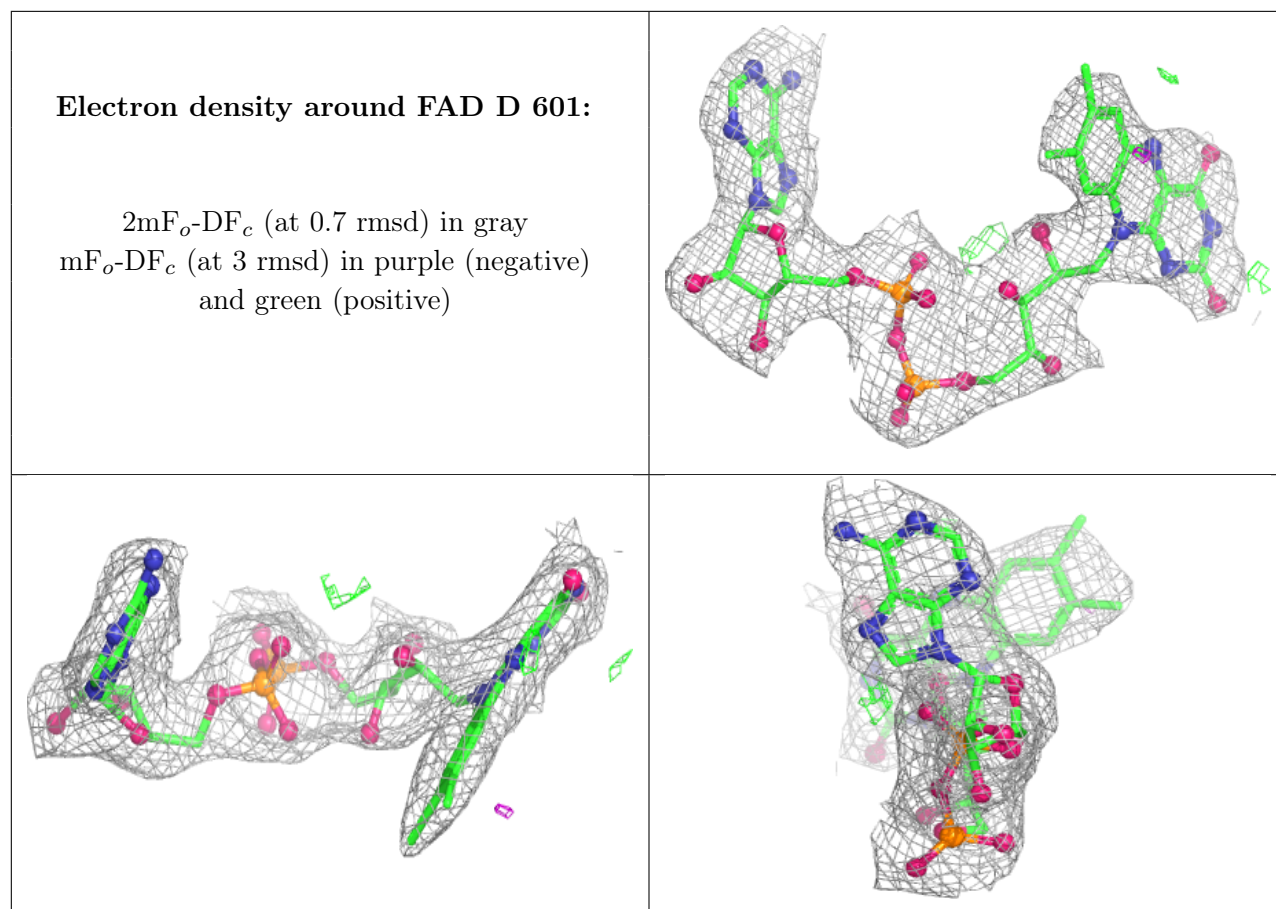 Electron density around FAD D 601:
2mFo-DFc (at 0.7 rmsd) in gray
mFo-DFc (at 3 rmsd) in purple (negative)
and green (positive)